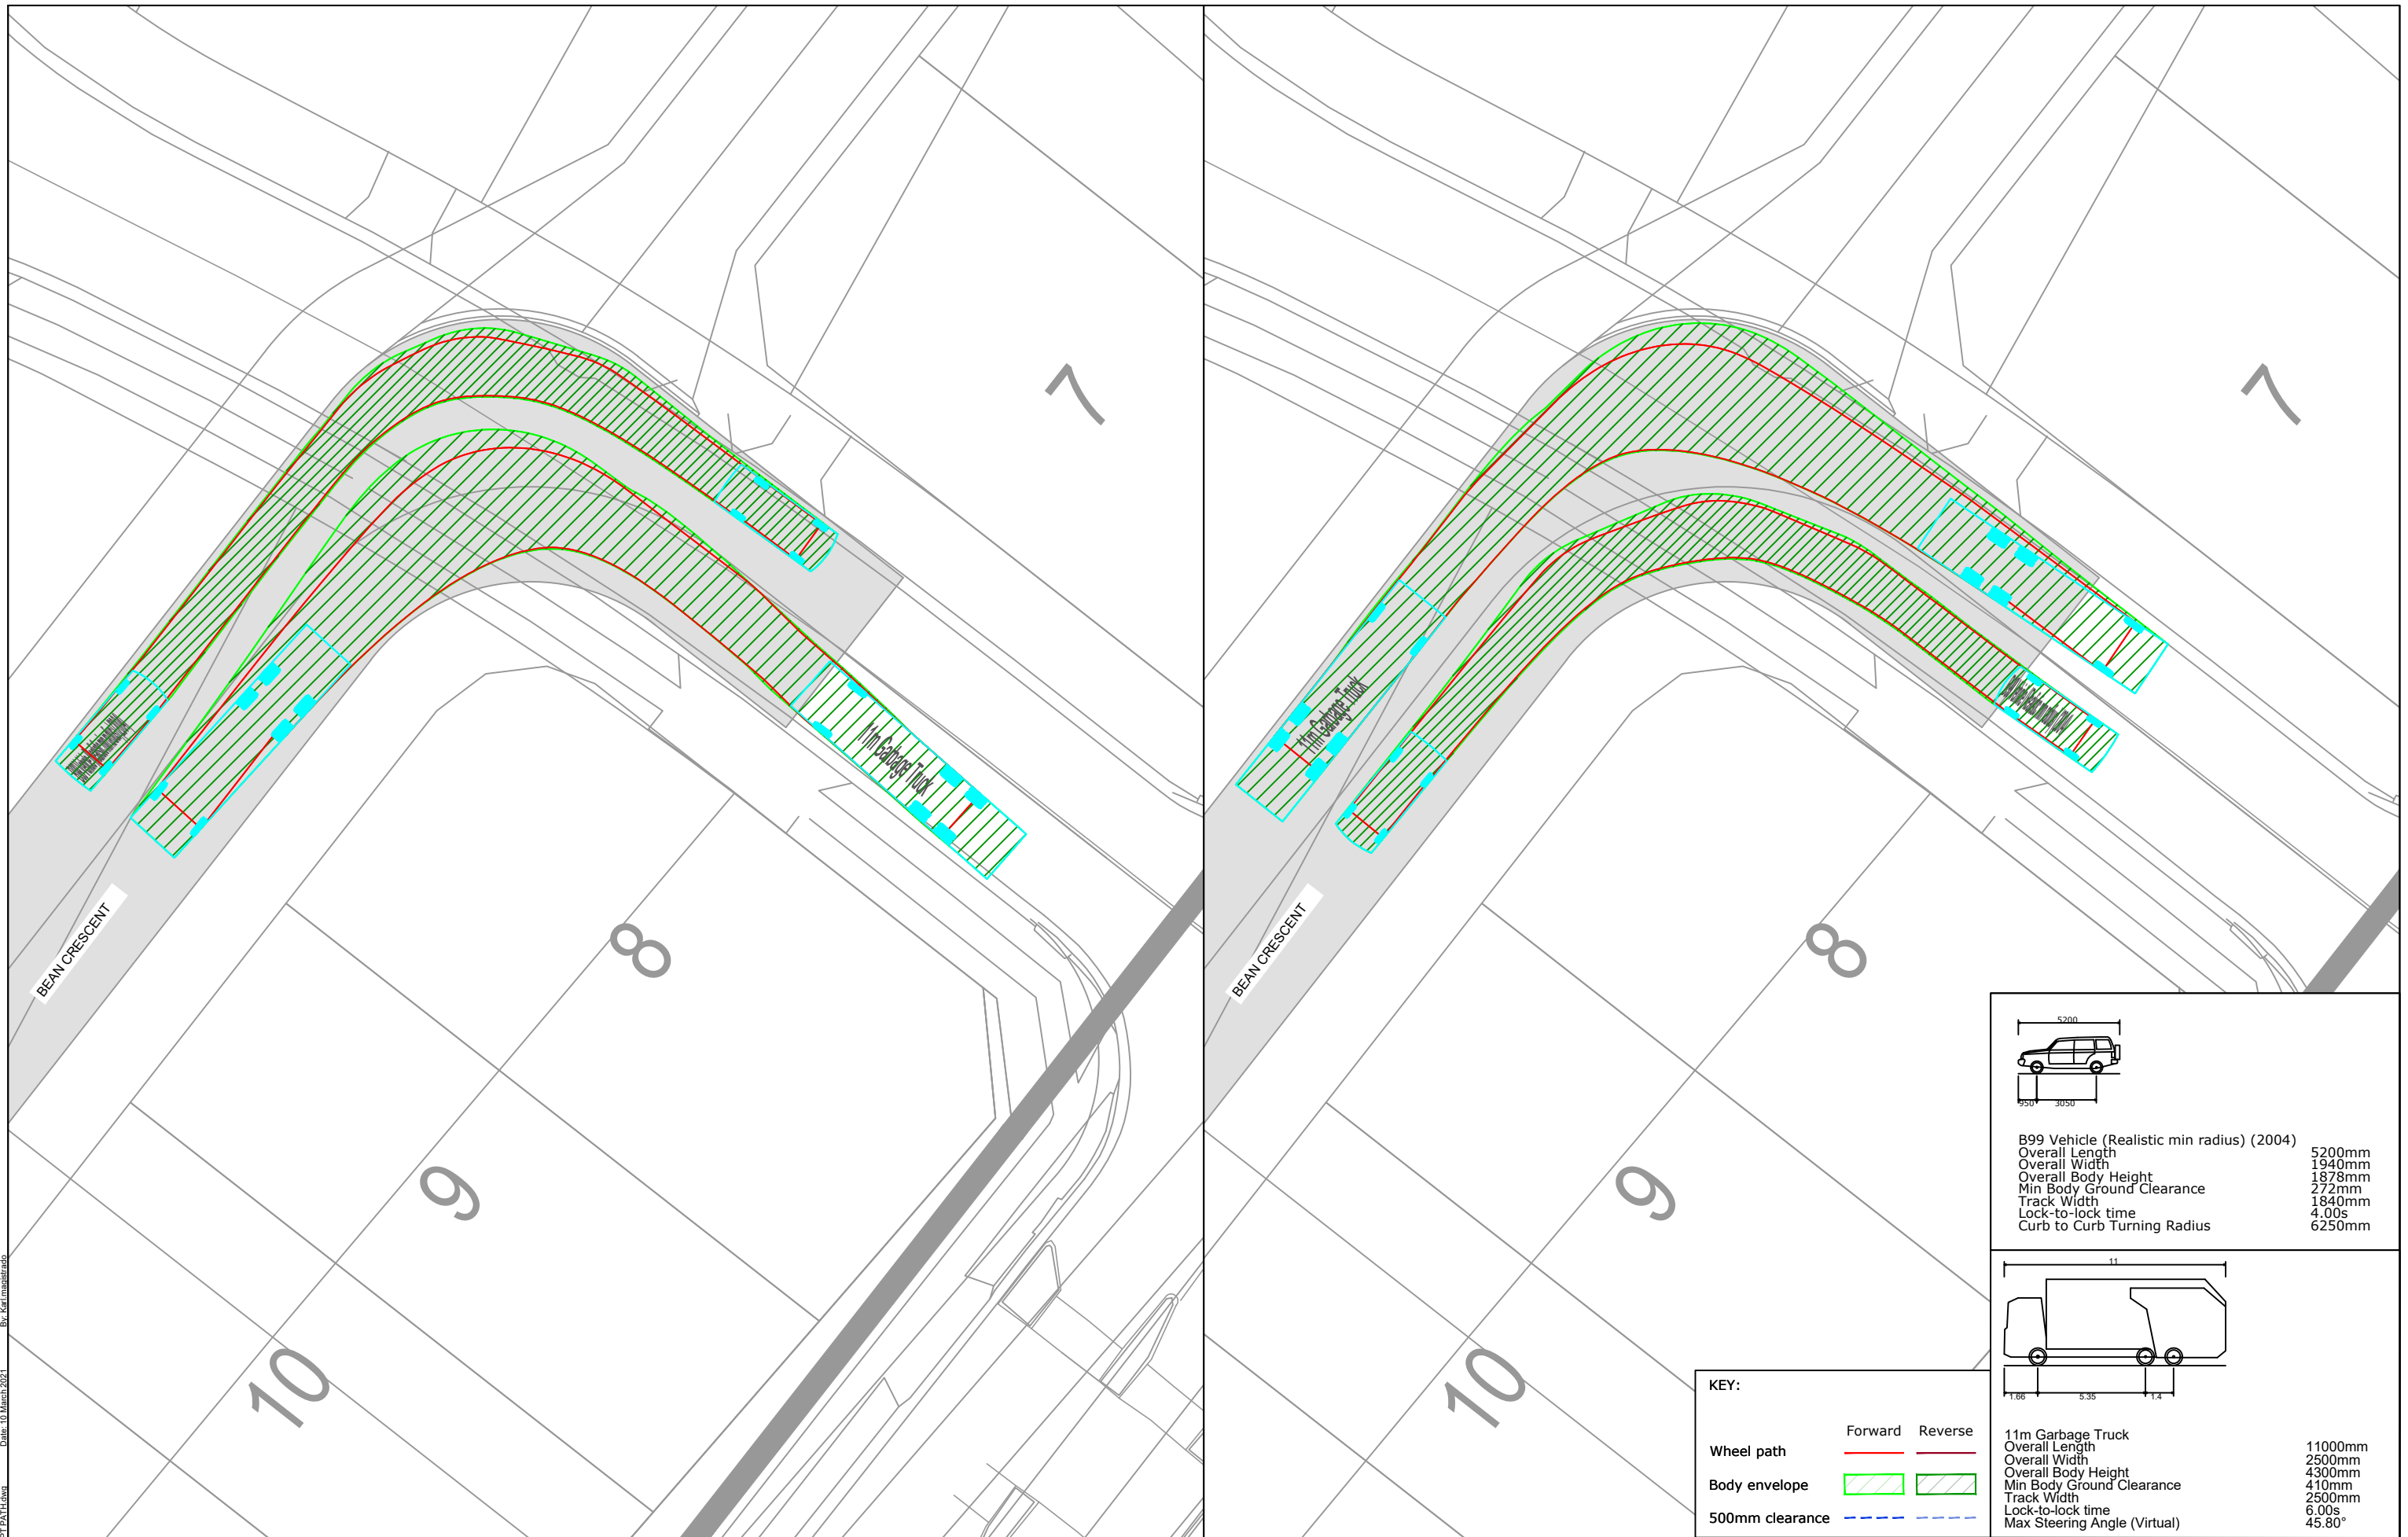 7
8
9
10
BEAN CRESCENT
11m Garbage Truck
7
8
9
10
BEAN CRESCENT
11m Garbage Truck
5200
950
3050
B99 Vehicle (Realistic min radius) (2004)
Overall Length 5200mm
Overall Width 1940mm
Overall Body Height 1878mm
Min Body Ground Clearance 272mm
Track Width 1840mm
Lock-to-lock time 4.00s
Curb to Curb Turning Radius 6250mm
11
1.66
5.35
1.4
11m Garbage Truck
Overall Length 11000mm
Overall Width 2500mm
Overall Body Height 4300mm
Min Body Ground Clearance 410mm
Track Width 2500mm
Lock-to-lock time 6.00s
Max Steering Angle (Virtual) 45.80°
KEY:
Forward Reverse
Wheel path
Body envelope
500mm clearance
By: Karl.magistrado
Date: 10 March 2021
PT PATH.dwg